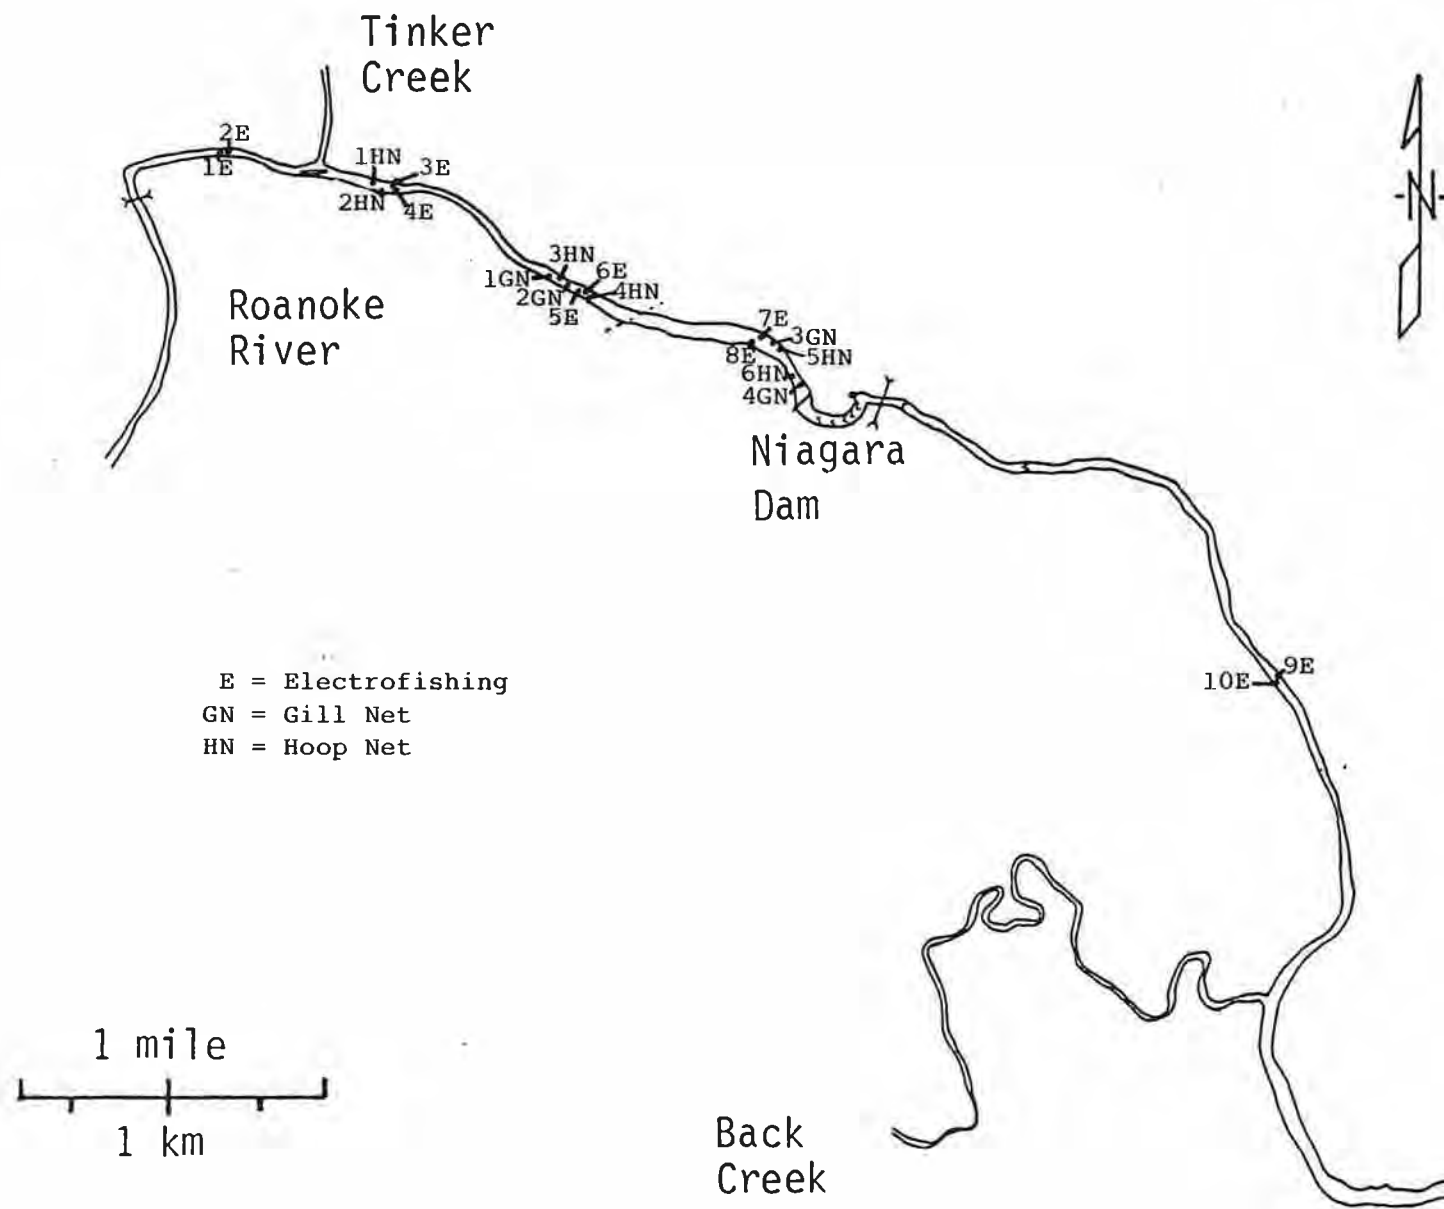 Tinker
Creek
N
2E
1E
1HN
3E
2HN
4E
3HN
1GN
6E
2GN
4HN
5E
Roanoke
River
7E
3GN
8E
5HN
6HN
4GN
Niagara
Dam
9E
10E
E = Electrofishing
GN = Gill Net
HN = Hoop Net
1 mile
1 km
Back
Creek